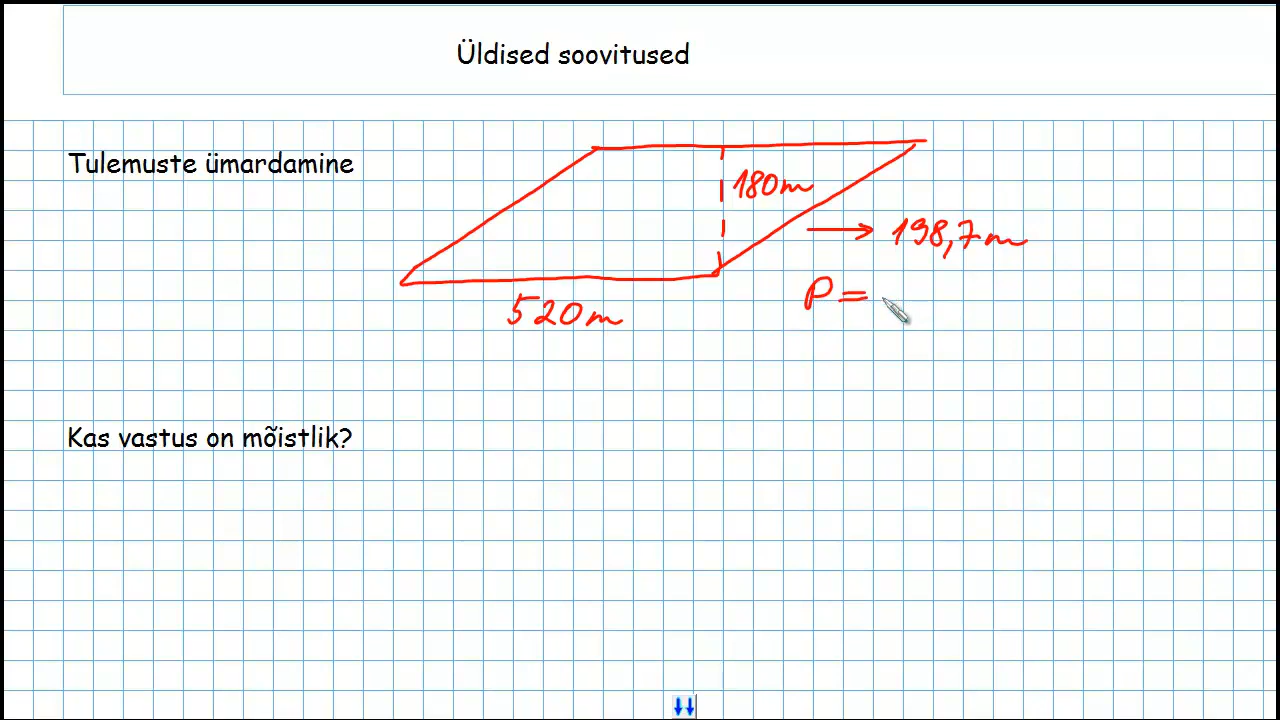 Üldised soovitused
Tulemuste ümardamine
180m
198,7m
520m
P =
Kas vastus on mõistlik?